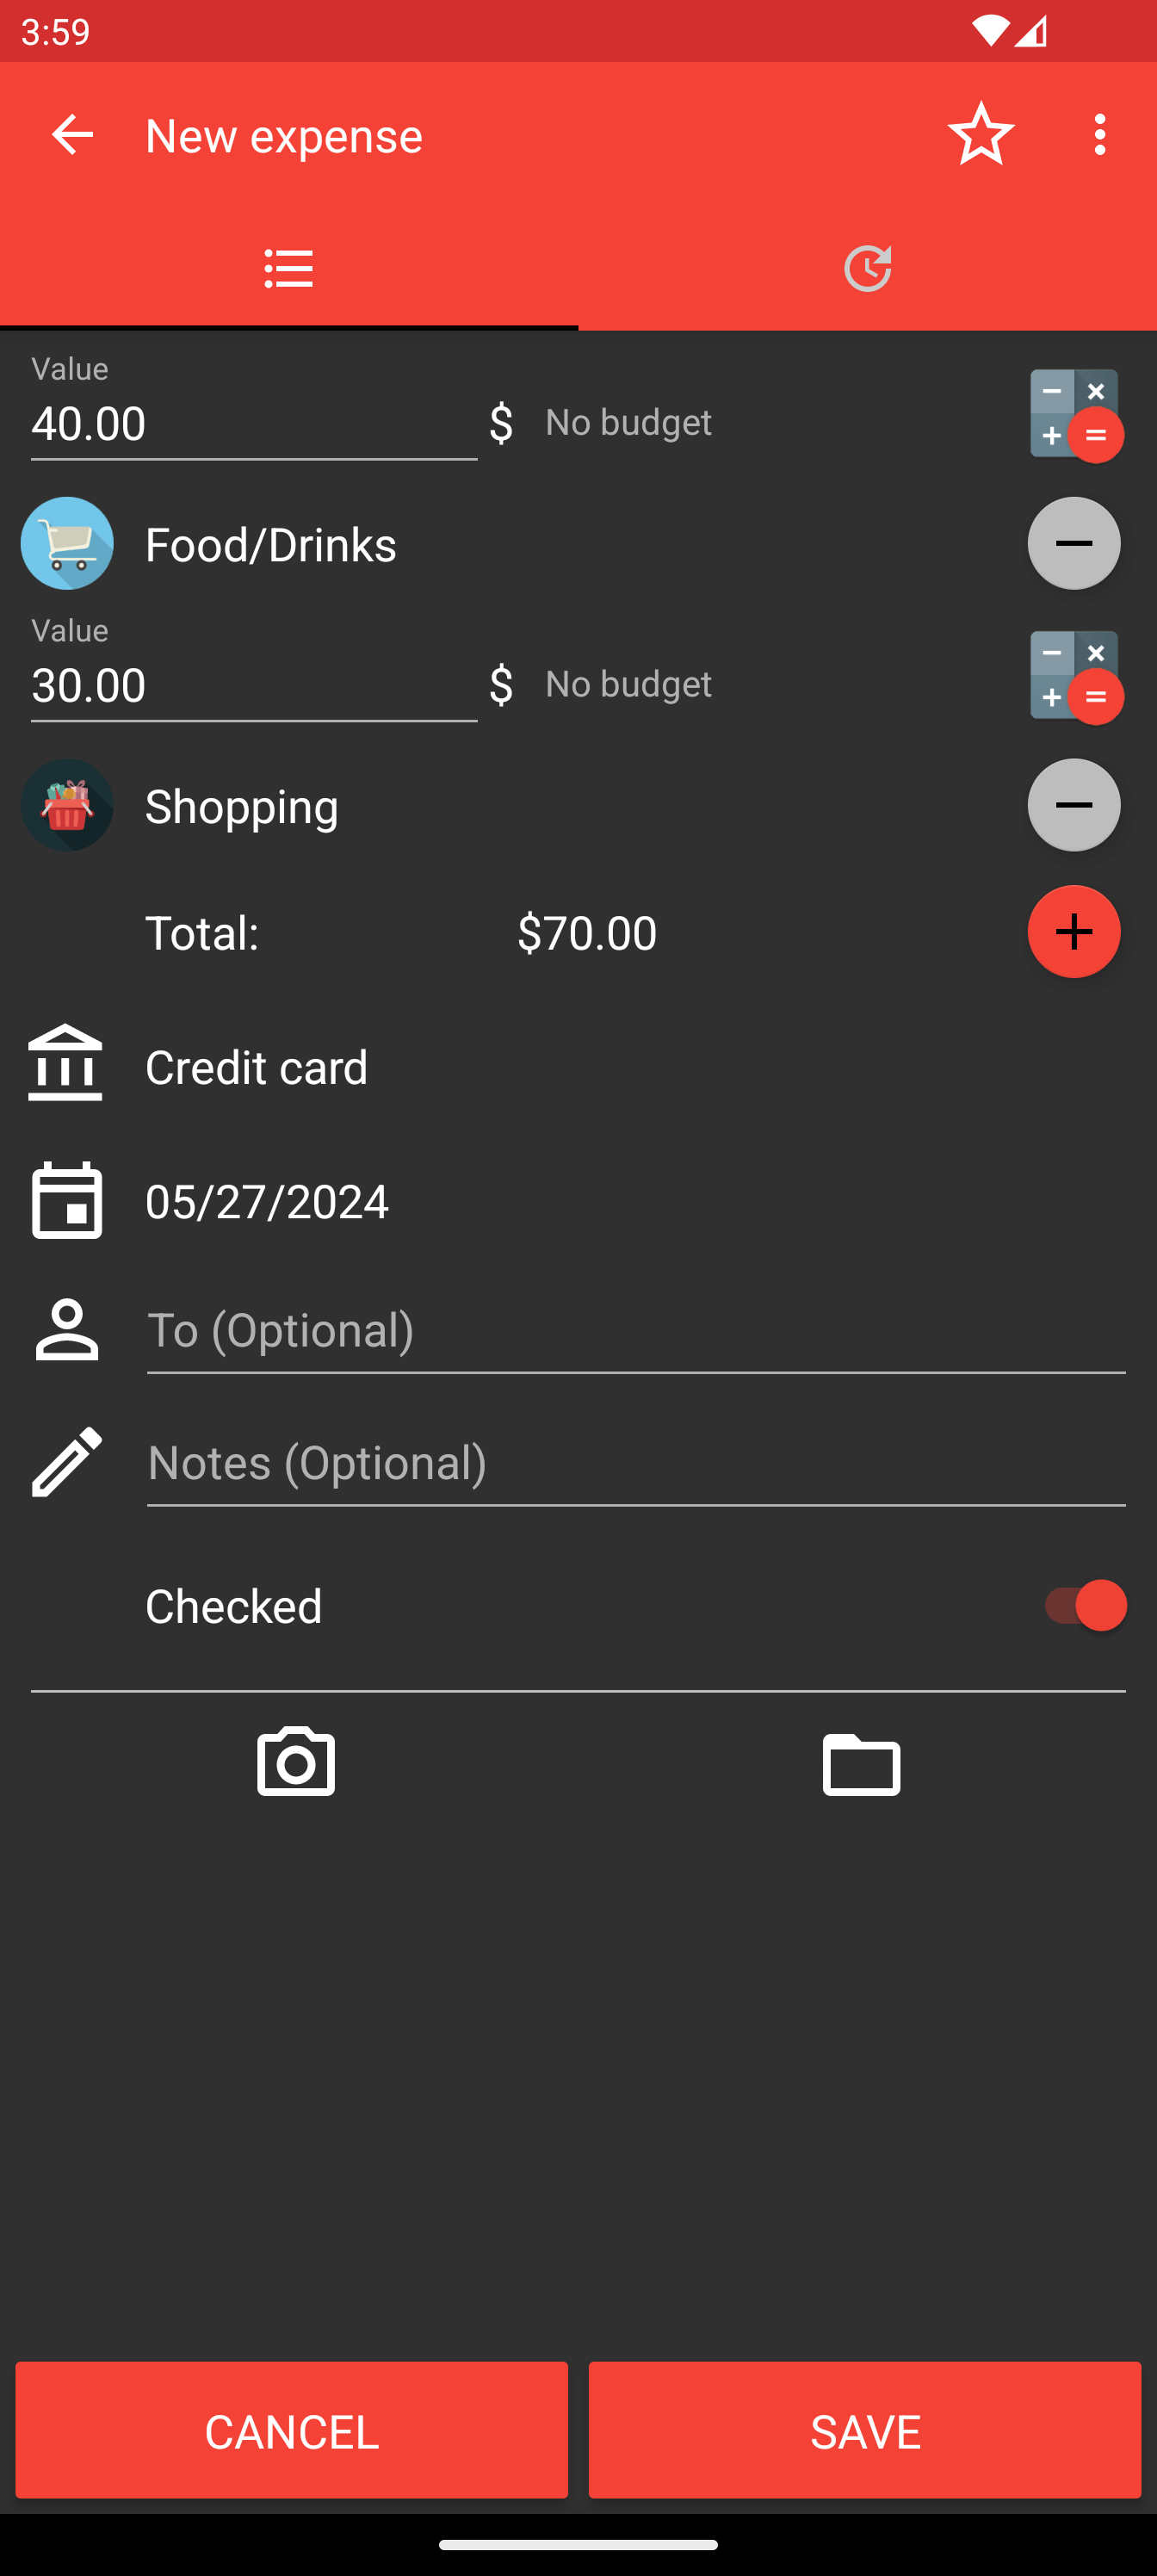 3:59
New expense
Value
40.00 $ No budget
Food/Drinks
Value
30.00 $ No budget
Shopping
Total: $70.00
Credit card
05/27/2024
To (Optional)
Notes (Optional)
Checked
CANCEL SAVE